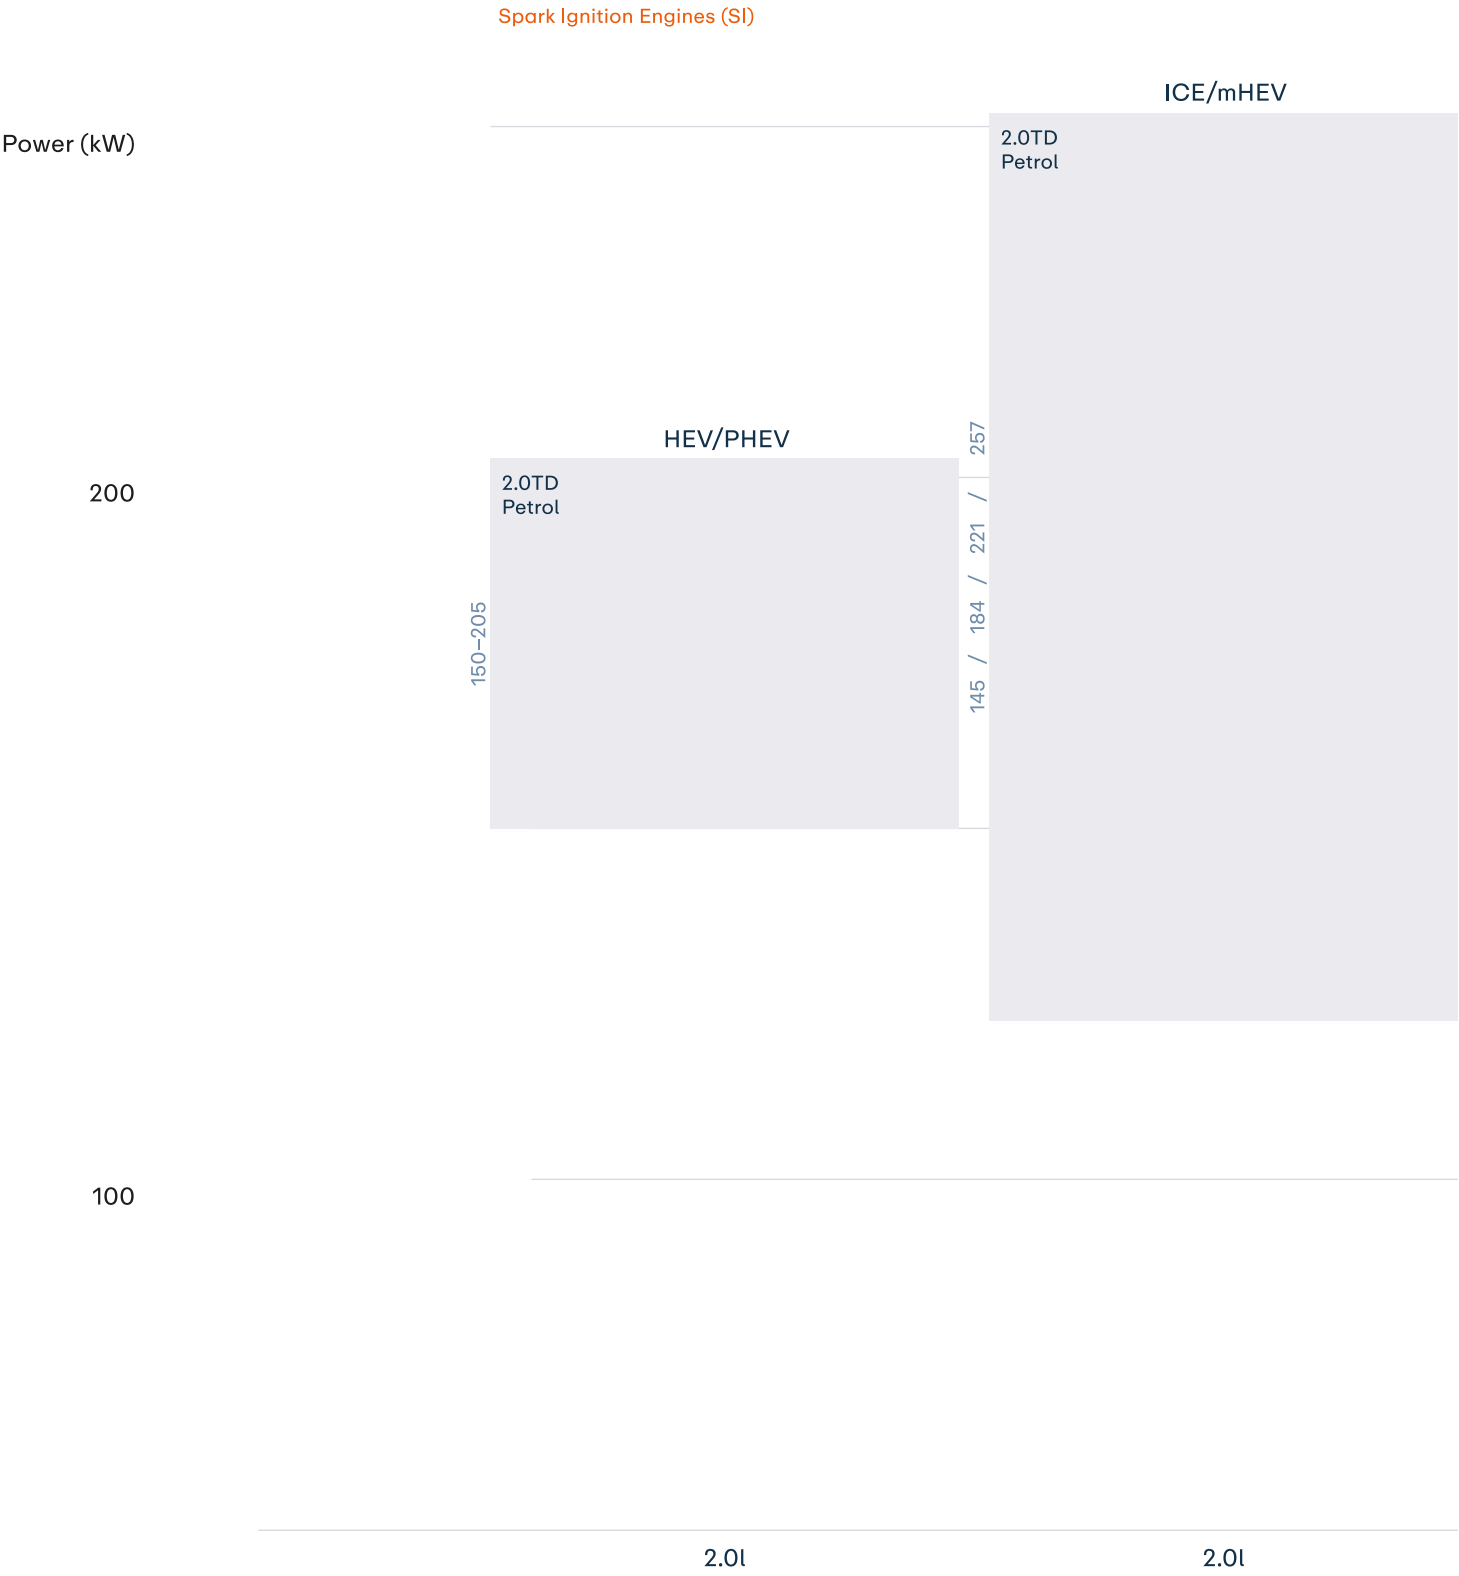 Spark Ignition Engines (SI)
ICE/mHEV
Power (kW)
2.0TD
Petrol
HEV/PHEV
200
2.0TD
Petrol
150–205
145 / 184 / 221 / 257
100
2.0l
2.0l